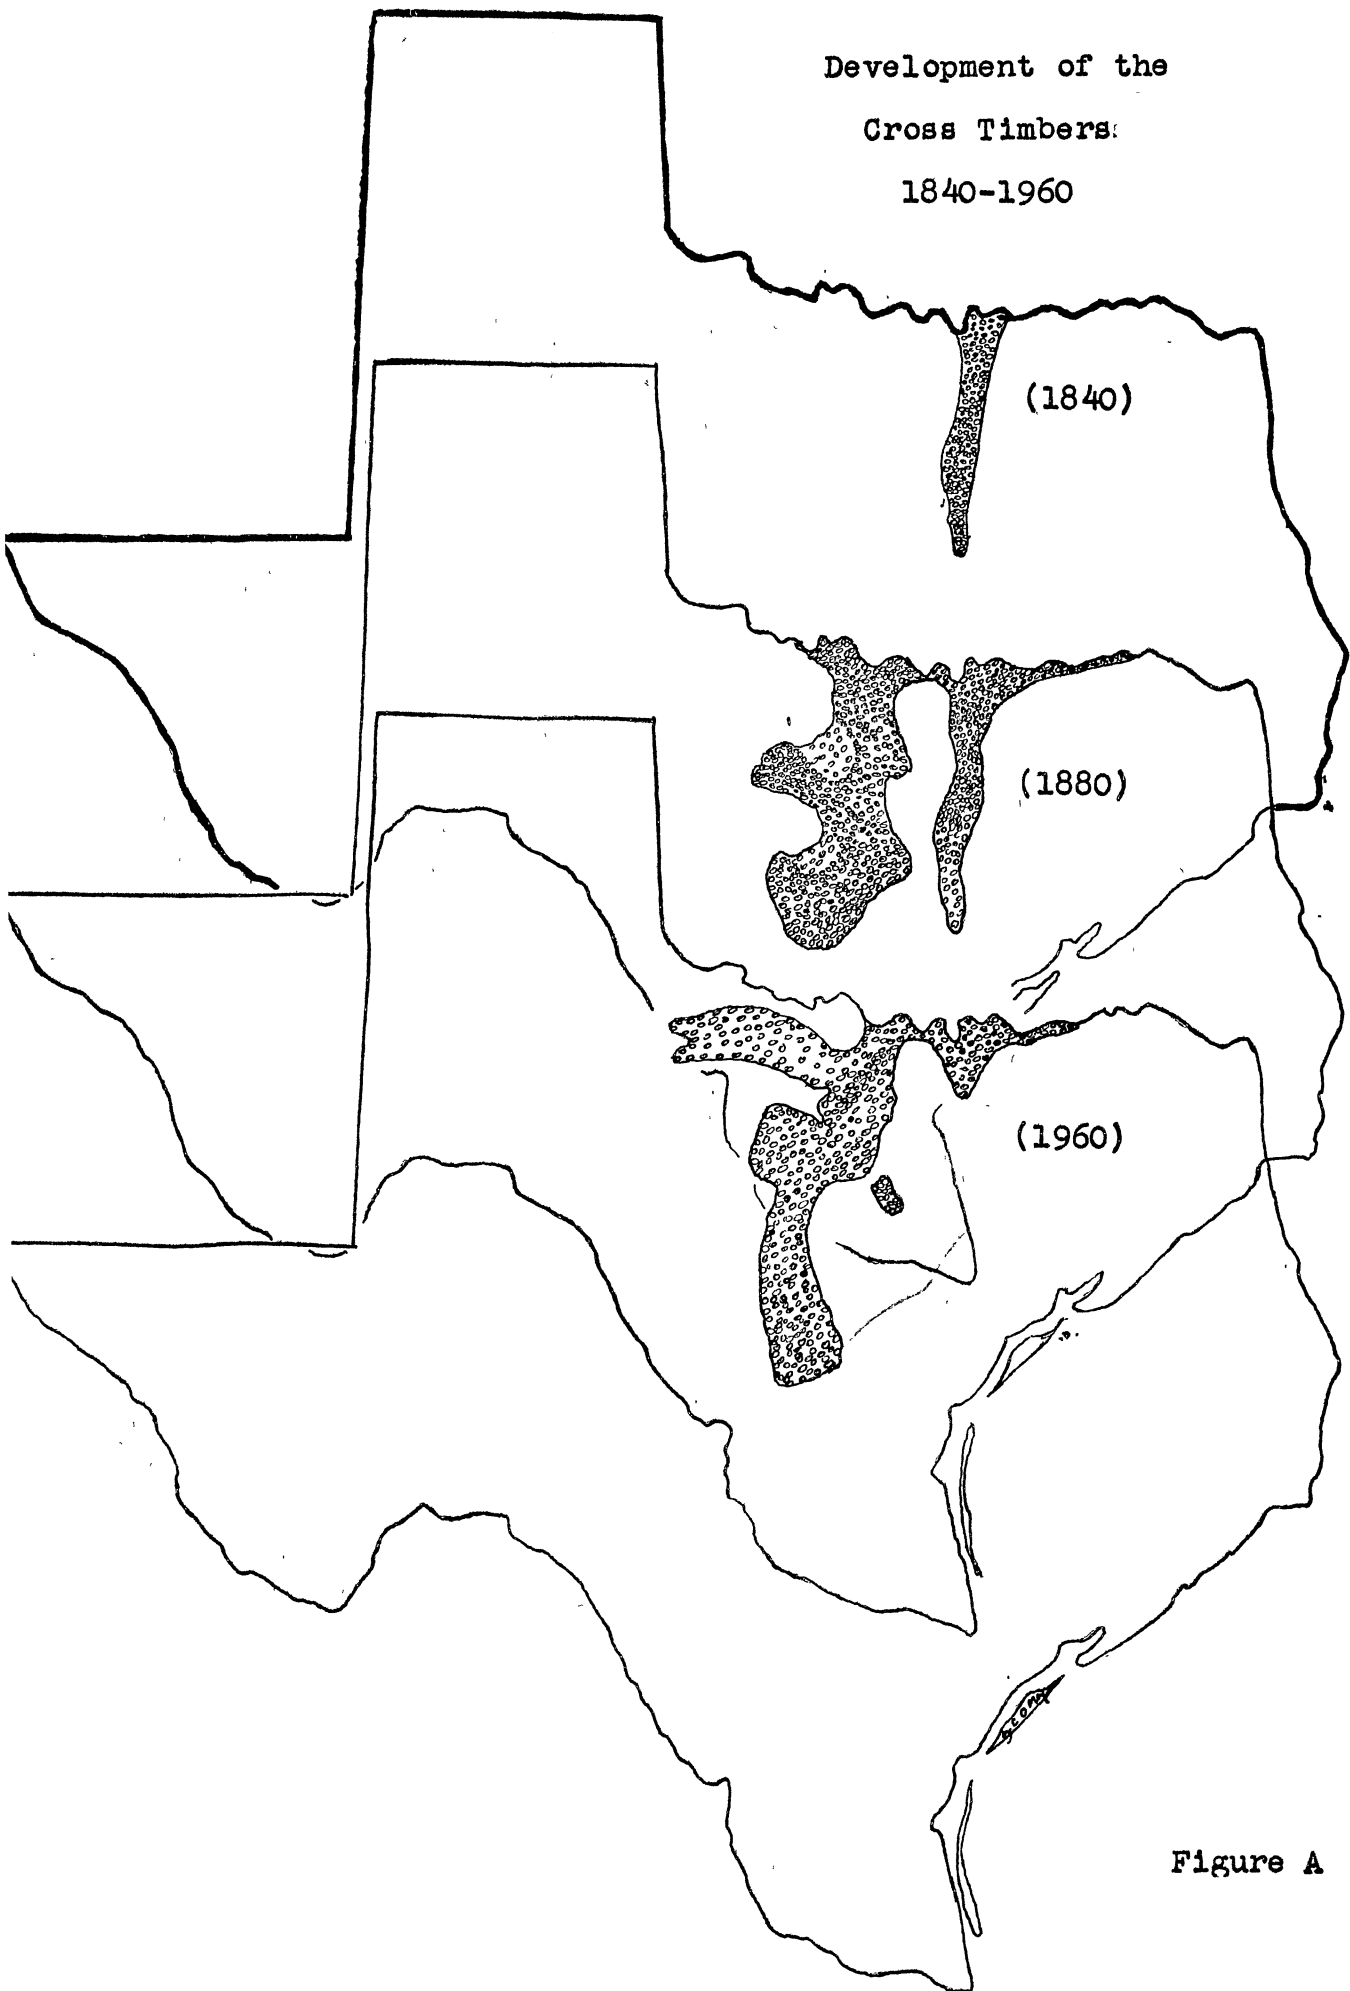 Development of the
Cross Timbers
1840-1960
(1840)
(1880)
(1960)
Figure A